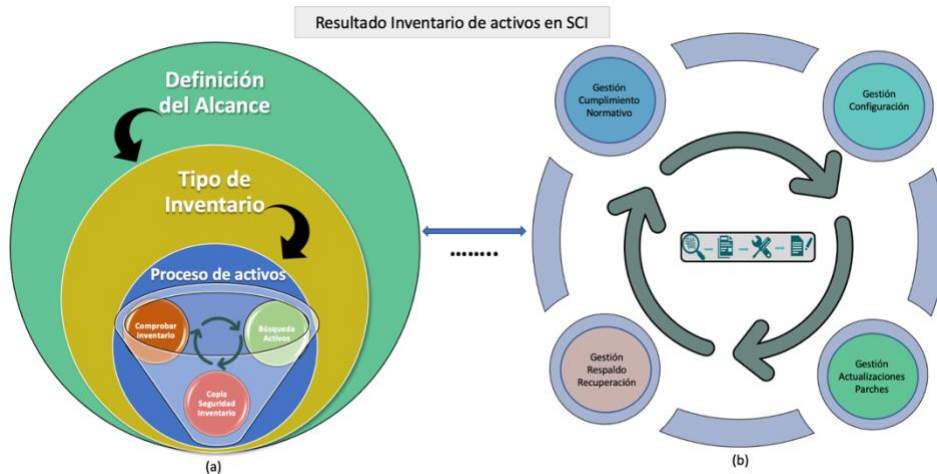 Resultado Inventario de activos en SCI
Definición
del Alcance
Tipo de
Inventario
Proceso de activos
Comprobar
Inventario
Búsqueda
Activos
Copia
Seguridad
Inventario
(a)
........
Gestión
Cumplimiento
Normativo
Gestión
Configuración
Gestión
Respaldo
Recuperación
Gestión
Actualizaciones
Parches
(b)